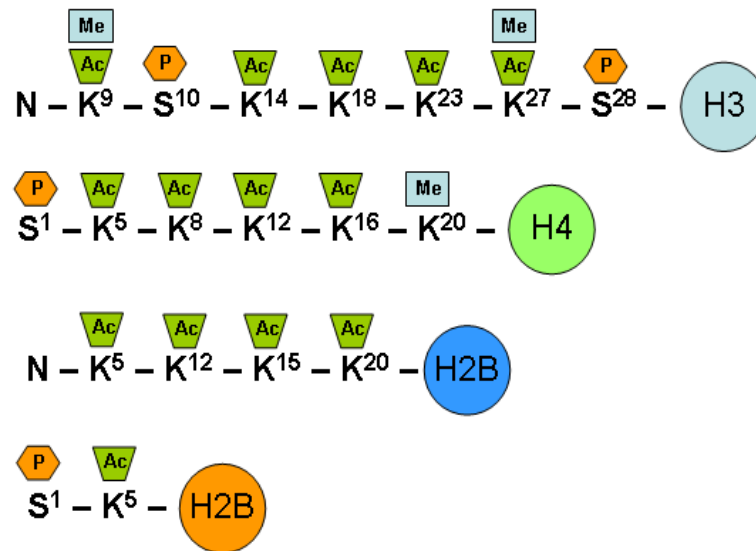 Me Me
Ac P Ac Ac Ac Ac P
N – K⁹ – S¹⁰ – K¹⁴ – K¹⁸ – K²³ – K²⁷ – S²⁸ – H3
P Ac Ac Ac Ac Me
S¹ – K⁵ – K⁸ – K¹² – K¹⁶ – K²⁰ – H4
Ac Ac Ac Ac
N – K⁵ – K¹² – K¹⁵ – K²⁰ – H2B
P Ac
S¹ – K⁵ – H2B